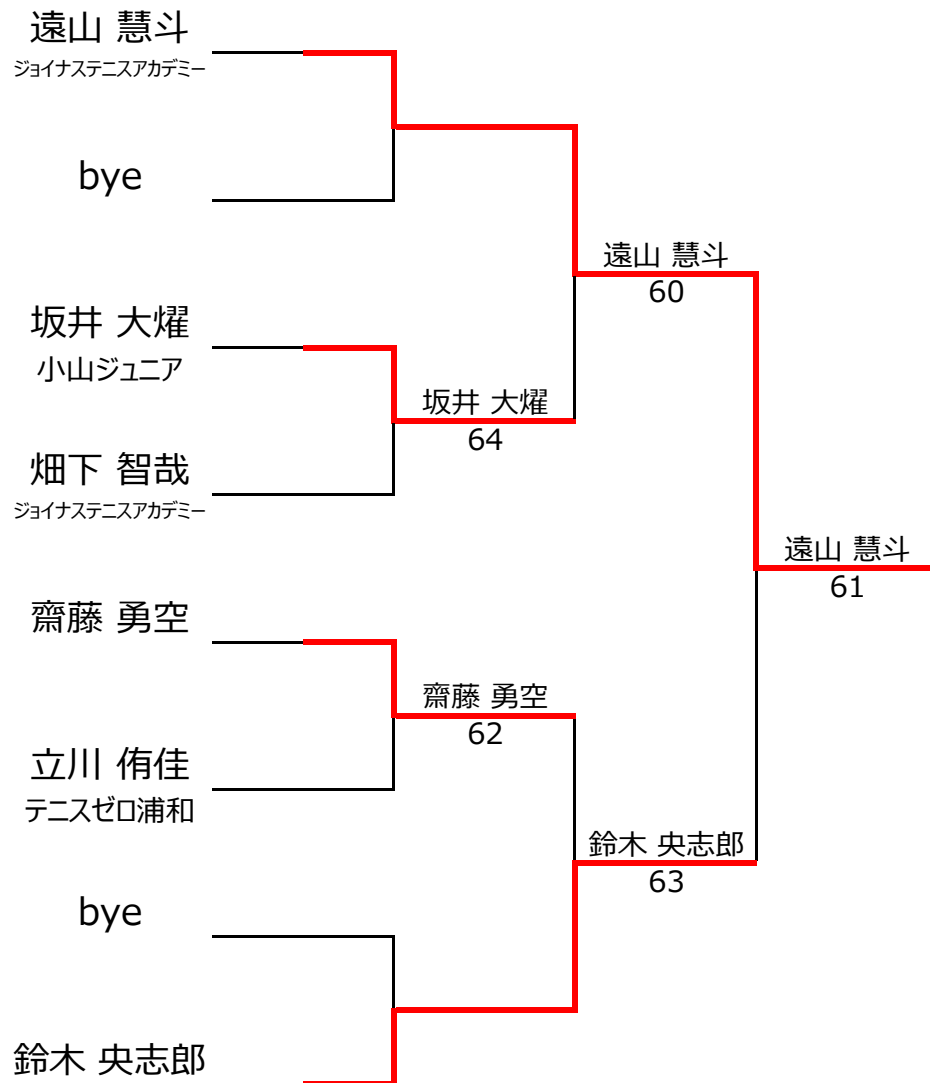 遠山 慧斗
ジョイナステニスアカデミー
bye
坂井 大燿
小山ジュニア
畑下 智哉
ジョイナステニスアカデミー
齋藤 勇空
立川 侑佳
テニスゼロ浦和
bye
鈴木 央志郎
坂井 大燿
64
齋藤 勇空
62
遠山 慧斗
60
鈴木 央志郎
63
遠山 慧斗
61